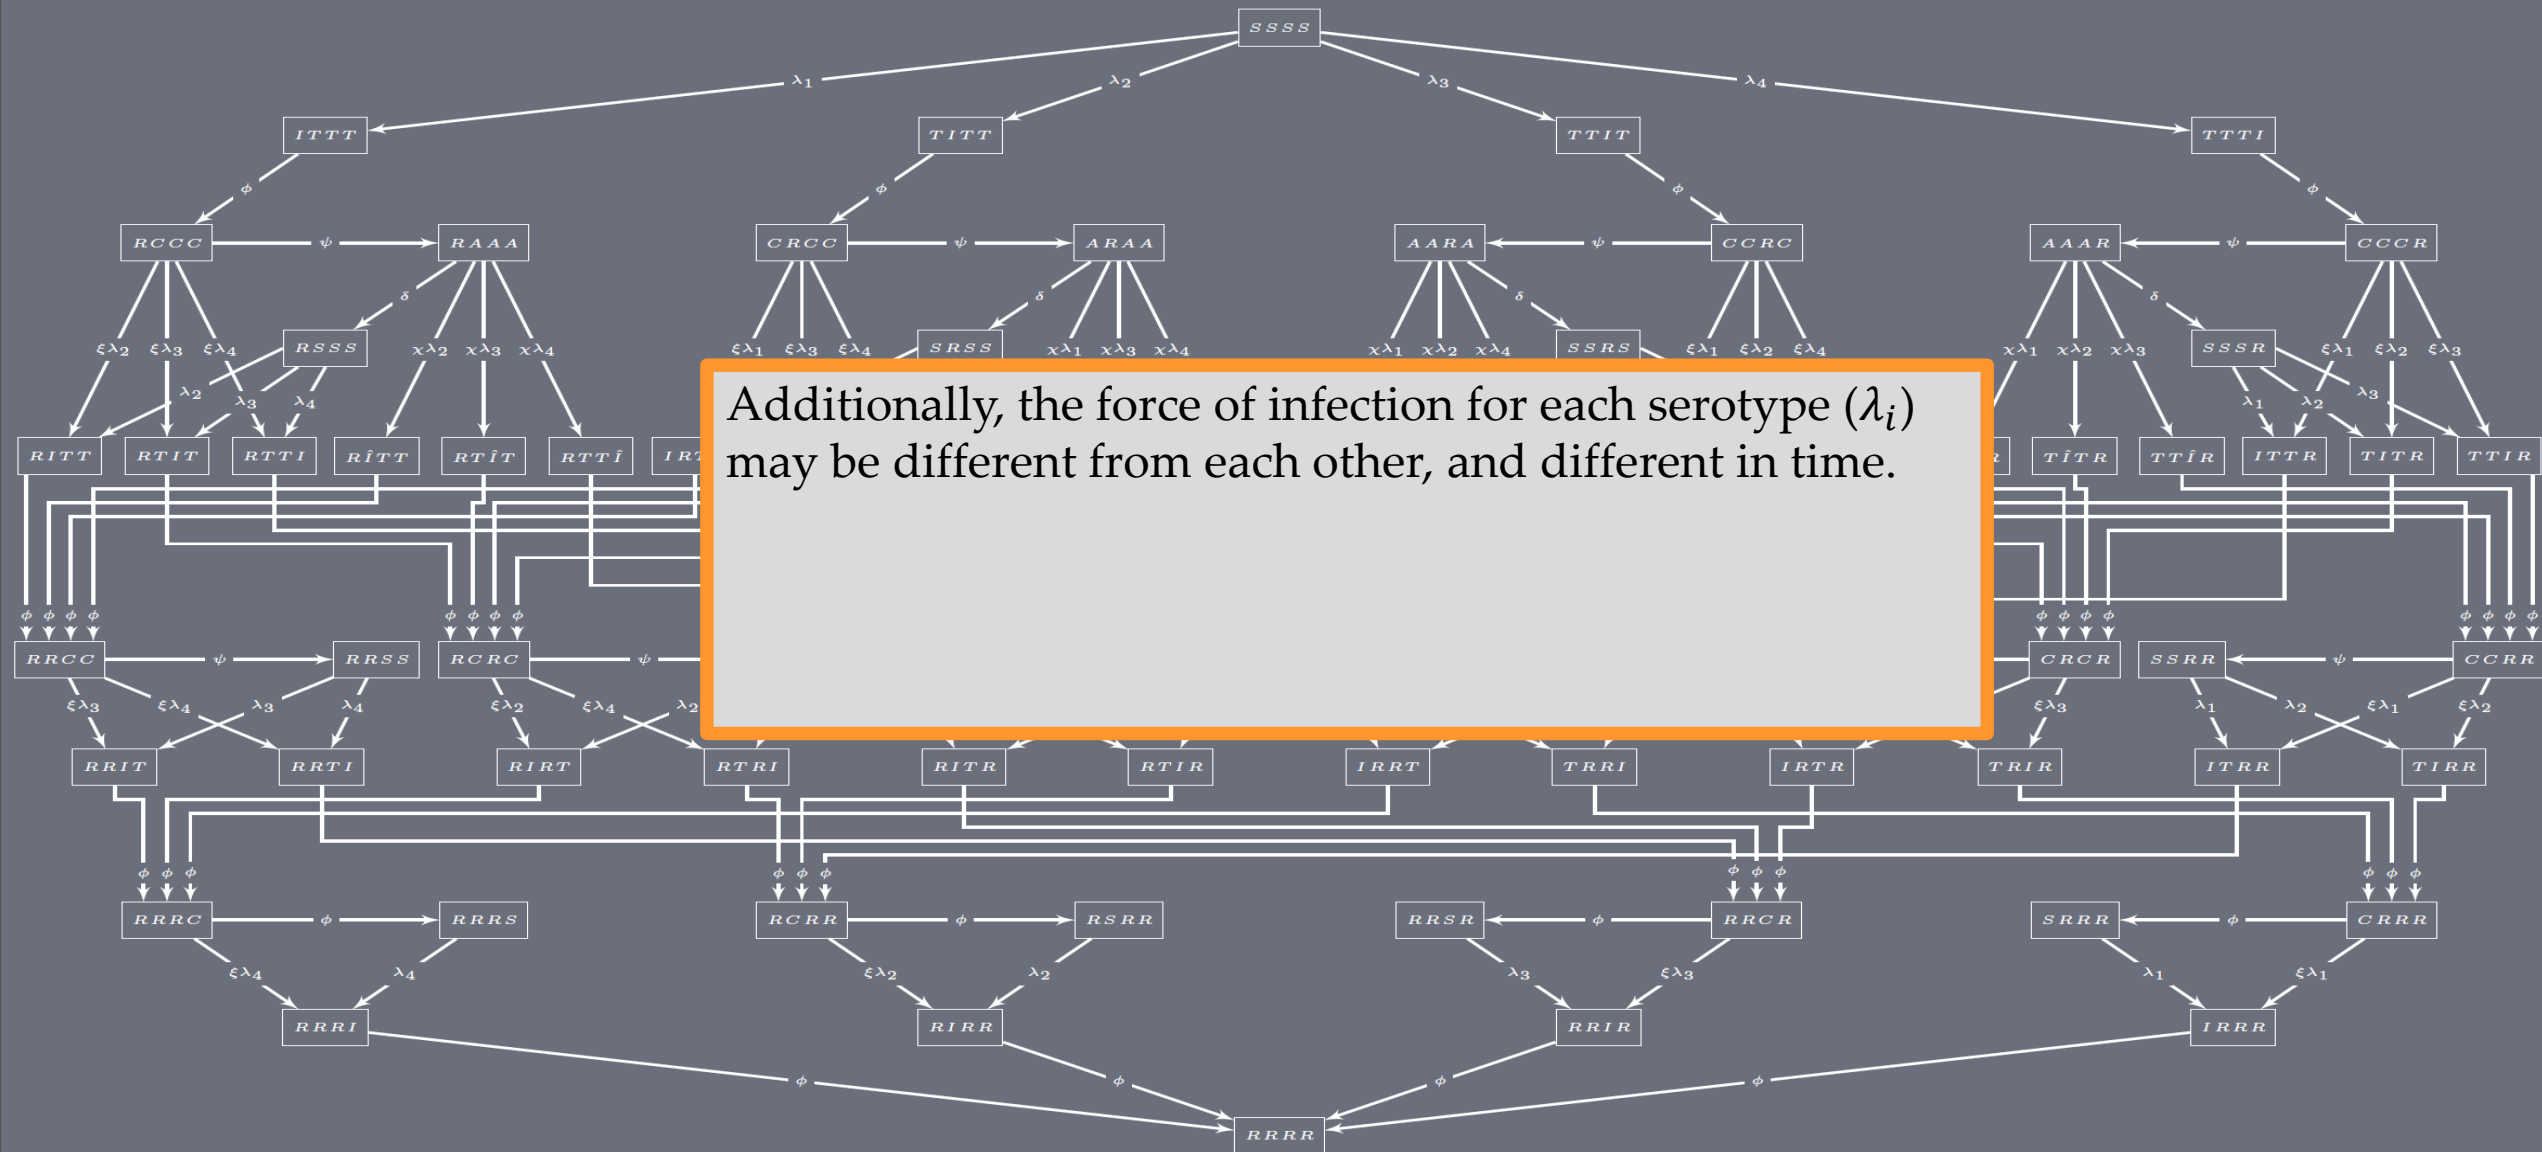 SSSS
λ1 λ2 λ3 λ4
ITTT TITT TTIT TTTI
ϕ ϕ ϕ ϕ
RCCC ψ RAAA CRCC ψ ARAA AARA ψ CCRC AAAR ψ CCCR
δ δ δ δ
ξλ2 ξλ3 ξλ4 RSSS χλ2 χλ3 χλ4 ξλ1 ξλ3 ξλ4 SRSS χλ1 χλ3 χλ4 χλ1 χλ2 χλ4 SSRS ξλ1 ξλ2 ξλ4 χλ1 χλ2 χλ3 SSSR ξλ1 ξλ2 ξλ3
λ2 λ3 λ4 λ1 λ2 λ3
Additionally, the force of infection for each serotype (λi)
may be different from each other, and different in time.
RITT RTIT RTTI RÎTT RTÎT RTTÎ IRT R TÎTR TTÎR ITTR TITR TTIR
ϕ ϕ ϕ ϕ ϕ ϕ ϕ ϕ ϕ ϕ ϕ ϕ ϕ ϕ ϕ ϕ
RRCC ψ RRSS RCRC ψ CRCR SSRR ψ CCRR
ξλ3 ξλ4 λ3 λ4 ξλ2 ξλ4 λ2 ξλ3 λ1 λ2 ξλ1 ξλ2
RRIT RRTI RIRT RTRI RITR RTIR IRRT TRRI IRTR TRIR ITRR TIRR
ϕ ϕ ϕ ϕ ϕ ϕ ϕ ϕ ϕ ϕ ϕ ϕ
RRRC ϕ RRRS RCRR ϕ RSRR RRSR ϕ RRCR SRRR ϕ CRRR
ξλ4 λ4 ξλ2 λ2 λ3 ξλ3 λ1 ξλ1
RRRI RIRR RRIR IRRR
ϕ ϕ ϕ ϕ
RRRR